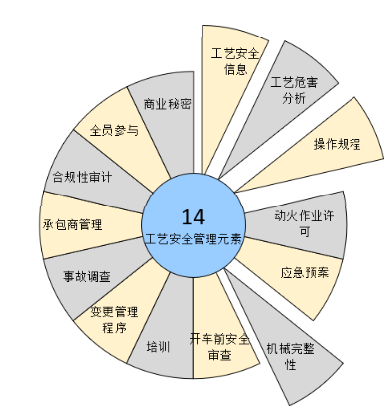 14
工艺安全管理元素
工艺安全
信息
工艺危害
分析
操作规程
动火作业许
可
应急预案
机械完整
性
开车前安全
审查
培训
变更管理
程序
事故调查
承包商管理
合规性审计
全员参与
商业秘密